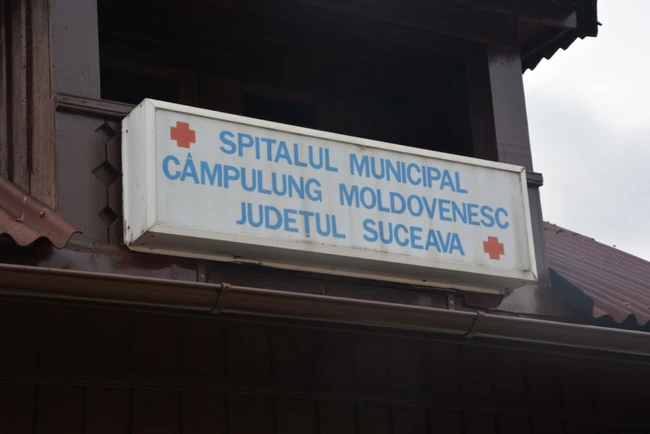 SPITALUL MUNICIPAL
CÂMPULUNG MOLDOVENESC
JUDEȚUL SUCEAVA